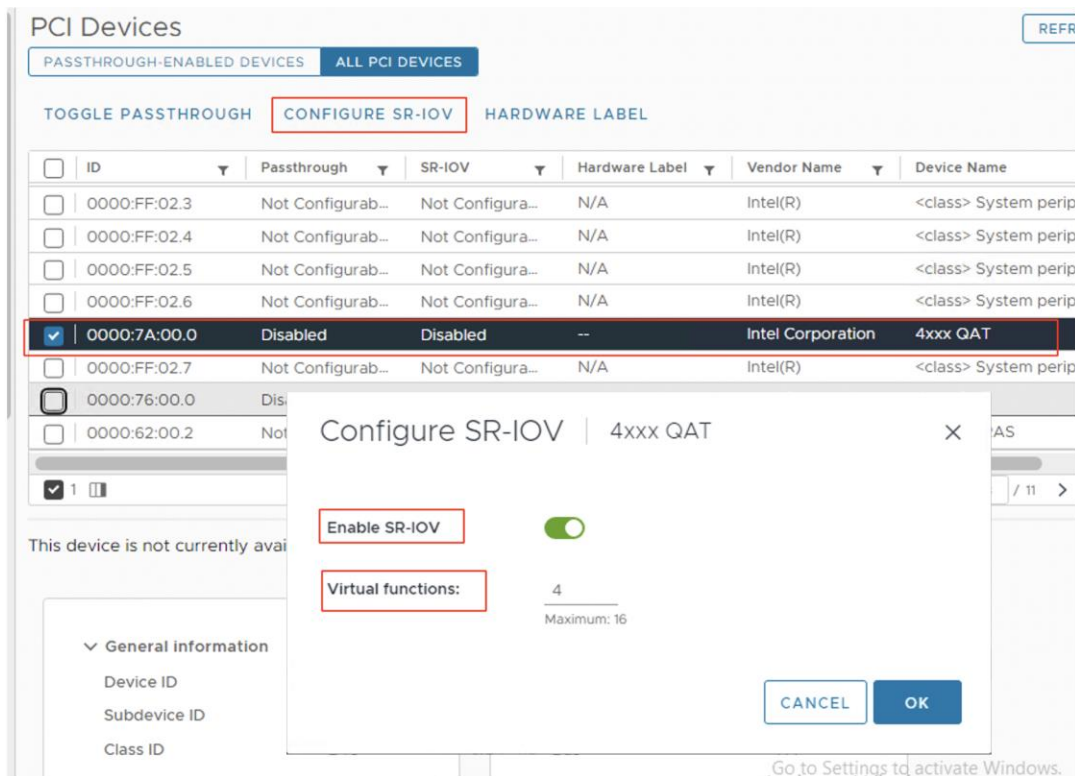 PCI Devices
REFR
PASSTHROUGH-ENABLED DEVICES ALL PCI DEVICES
TOGGLE PASSTHROUGH CONFIGURE SR-IOV HARDWARE LABEL
ID Passthrough SR-IOV Hardware Label Vendor Name Device Name
0000:FF:02.3 Not Configurab... Not Configura... N/A Intel(R) <class> System perip
0000:FF:02.4 Not Configurab... Not Configura... N/A Intel(R) <class> System perip
0000:FF:02.5 Not Configurab... Not Configura... N/A Intel(R) <class> System perip
0000:FF:02.6 Not Configurab... Not Configura... N/A Intel(R) <class> System perip
0000:7A:00.0 Disabled Disabled -- Intel Corporation 4xxx QAT
0000:FF:02.7 Not Configurab... Not Configura... N/A Intel(R) <class> System perip
0000:76:00.0 Dis
0000:62:00.2 Not RAS
1 / 11
Configure SR-IOV 4xxx QAT
Enable SR-IOV
Virtual functions: 4
Maximum: 16
CANCEL OK
This device is not currently avai
General information
Device ID
Subdevice ID
Class ID
Go to Settings to activate Windows.